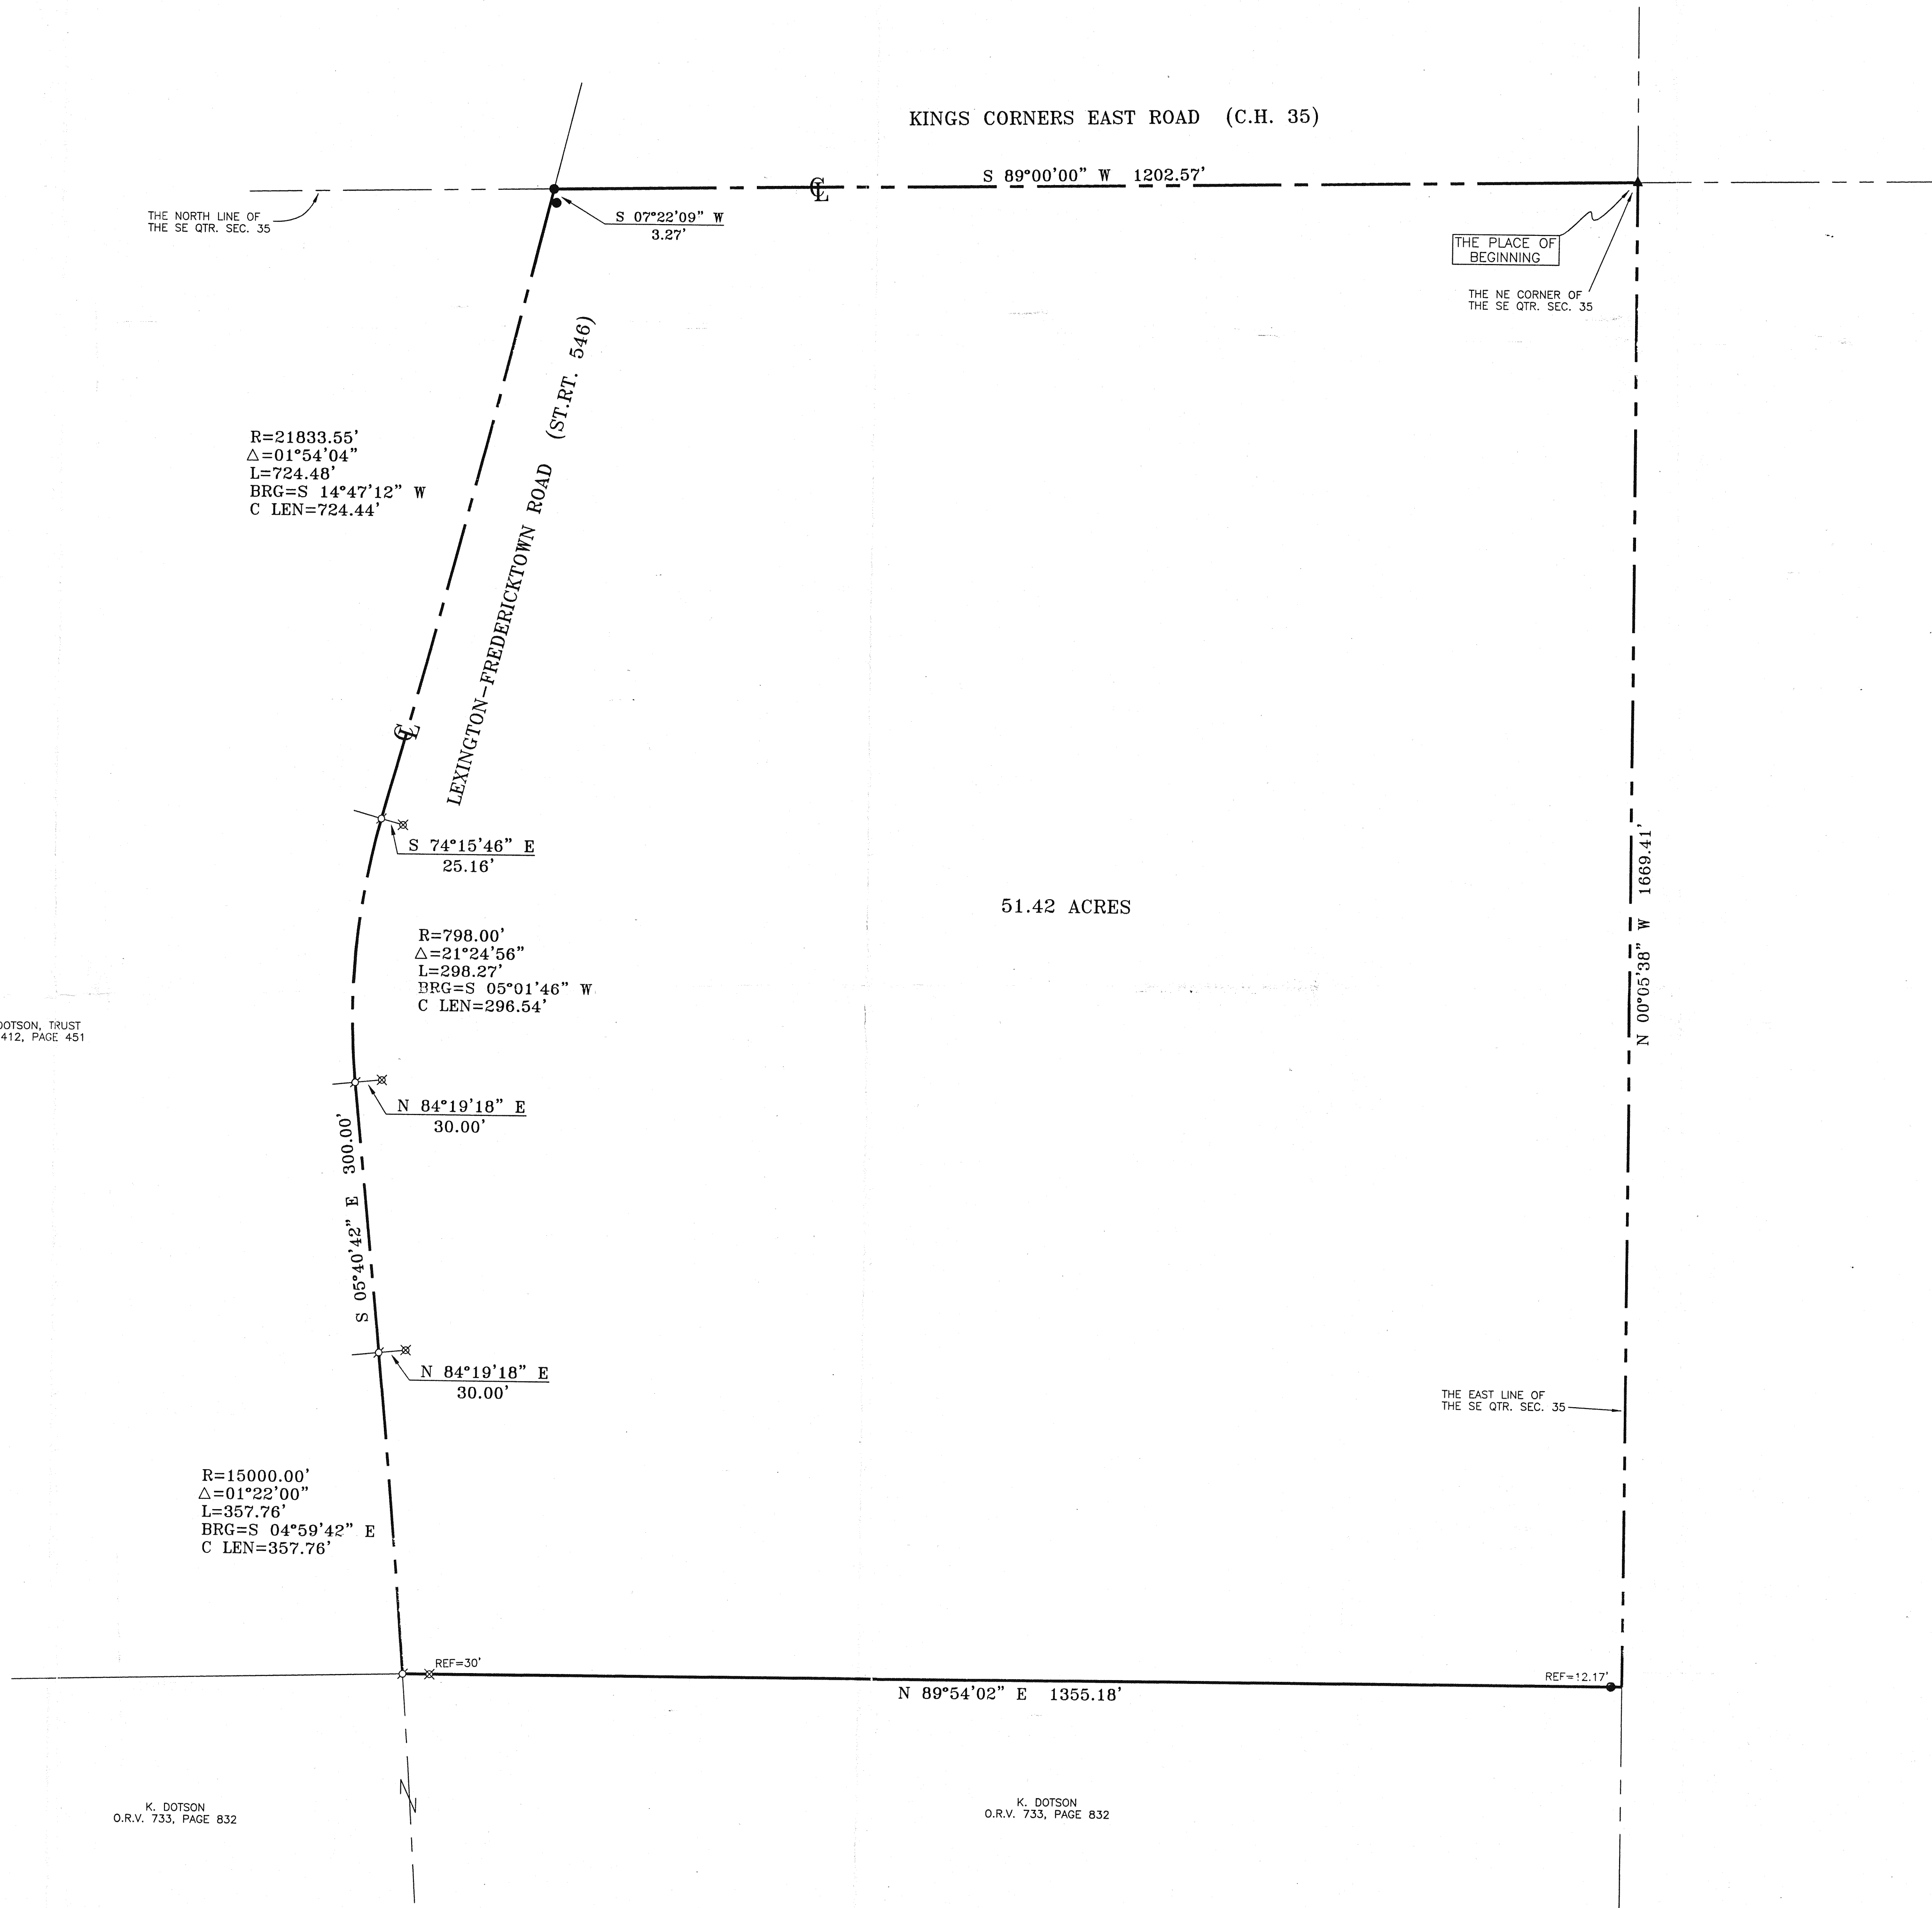 KINGS CORNERS EAST ROAD (C.H. 35)
S 89°00'00" W 1202.57'
THE NORTH LINE OF
THE SE QTR. SEC. 35
S 07°22'09" W
3.27'
THE PLACE OF
BEGINNING
THE NE CORNER OF
THE SE QTR. SEC. 35
LEXINGTON-FREDERICKTOWN ROAD (ST.RT. 546)
R=21833.55'
△=01°54'04"
L=724.48'
BRG=S 14°47'12" W
C LEN=724.44'
S 74°15'46" E
25.16'
51.42 ACRES
N 00°05'38" W 1669.41'
R=798.00'
△=21°24'56"
L=298.27'
BRG=S 05°01'46" W
C LEN=296.54'
DOTSON, TRUST
412, PAGE 451
N 84°19'18" E
30.00'
S 05°40'42" E 300.00'
N 84°19'18" E
30.00'
THE EAST LINE OF
THE SE QTR. SEC. 35
R=15000.00'
△=01°22'00"
L=357.76'
BRG=S 04°59'42" E
C LEN=357.76'
REF=30'
REF=12.17'
N 89°54'02" E 1355.18'
K. DOTSON
O.R.V. 733, PAGE 832
K. DOTSON
O.R.V. 733, PAGE 832